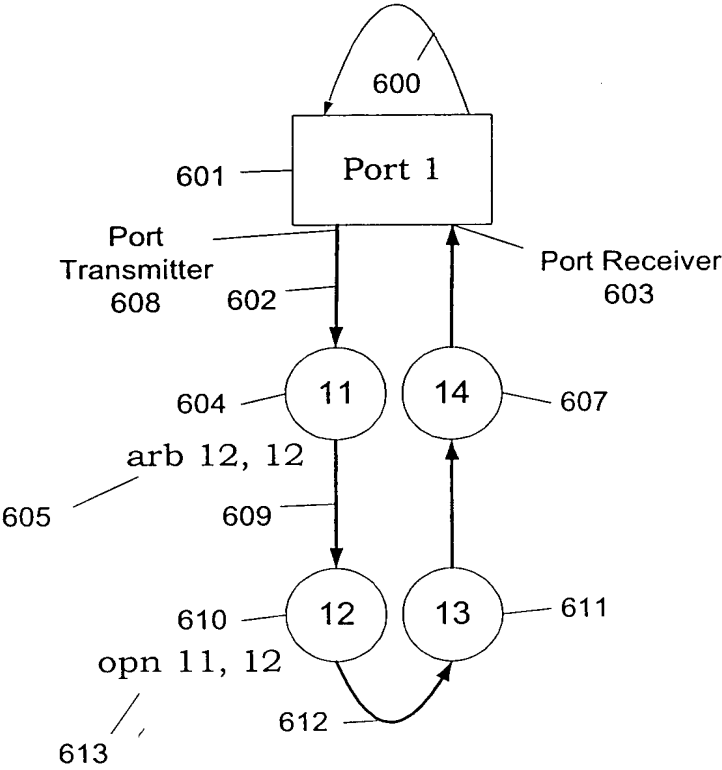 600
601
Port 1
Port
Transmitter
608
602
Port Receiver
603
604
11
14
607
arb 12, 12
605
609
610
12
13
611
opn 11, 12
612
613